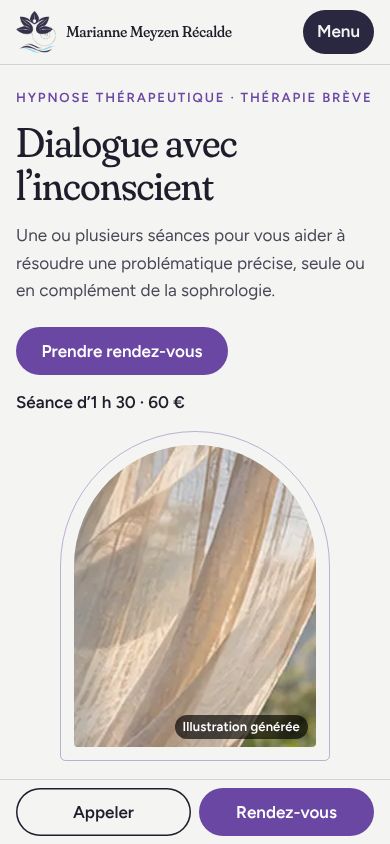 Marianne Meyzen Récalde
Menu
HYPNOSE THÉRAPEUTIQUE · THÉRAPIE BRÈVE
Dialogue avec
l’inconscient
Une ou plusieurs séances pour vous aider à
résoudre une problématique précise, seule ou
en complément de la sophrologie.
Prendre rendez-vous
Séance d’1 h 30 · 60 €
Illustration générée
Appeler
Rendez-vous